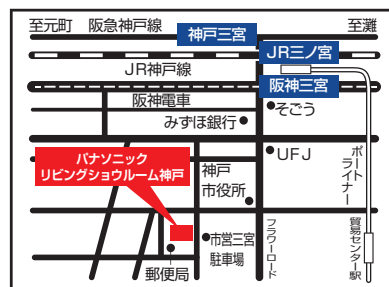 至元町
阪急神戸線
至灘
神戸三宮
JR三ノ宮
JR神戸線
阪神三宮
阪神電車
そごう
みずほ銀行
UFJ
パナソニック
リビングショウルーム神戸
神戸
市役所
ポートライナー
市営三宮
駐車場
フラワーロード
貿易センター駅
郵便局